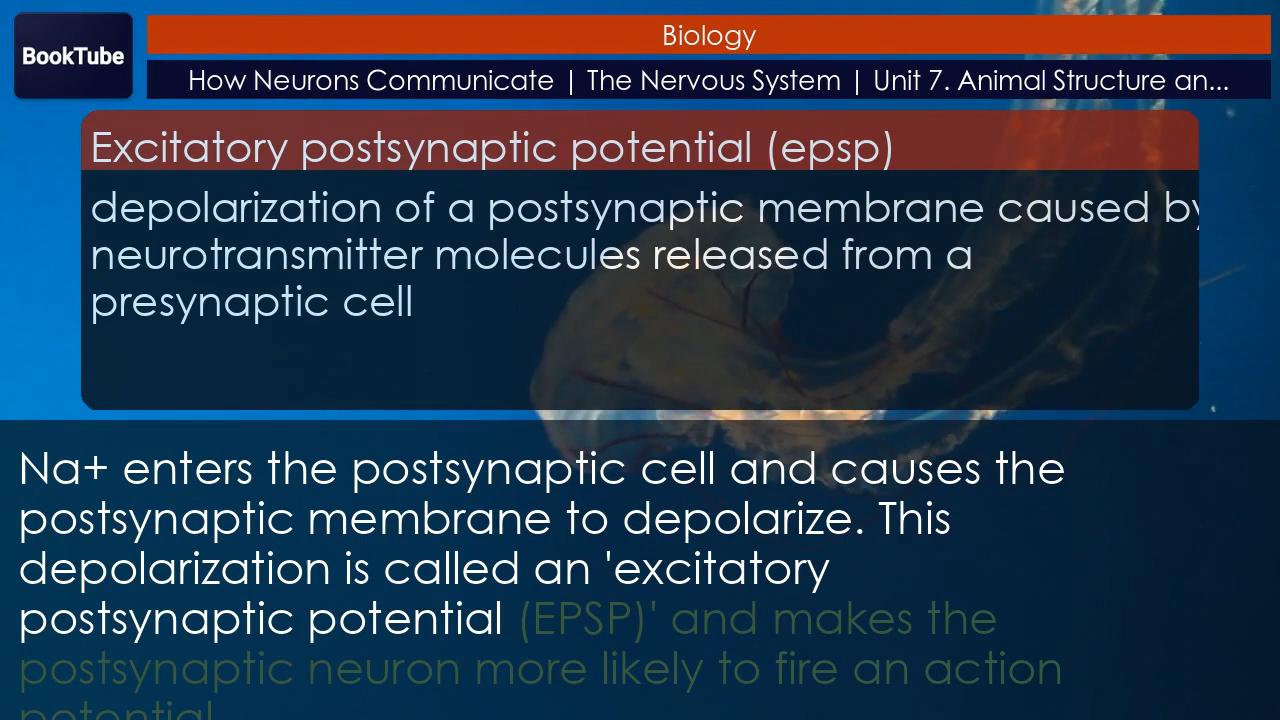 BookTube
Biology
How Neurons Communicate | The Nervous System | Unit 7. Animal Structure an...
Excitatory postsynaptic potential (epsp)
depolarization of a postsynaptic membrane caused by
neurotransmitter molecules released from a
presynaptic cell
Na+ enters the postsynaptic cell and causes the
postsynaptic membrane to depolarize. This
depolarization is called an 'excitatory
postsynaptic potential (EPSP)' and makes the
postsynaptic neuron more likely to fire an action
potential